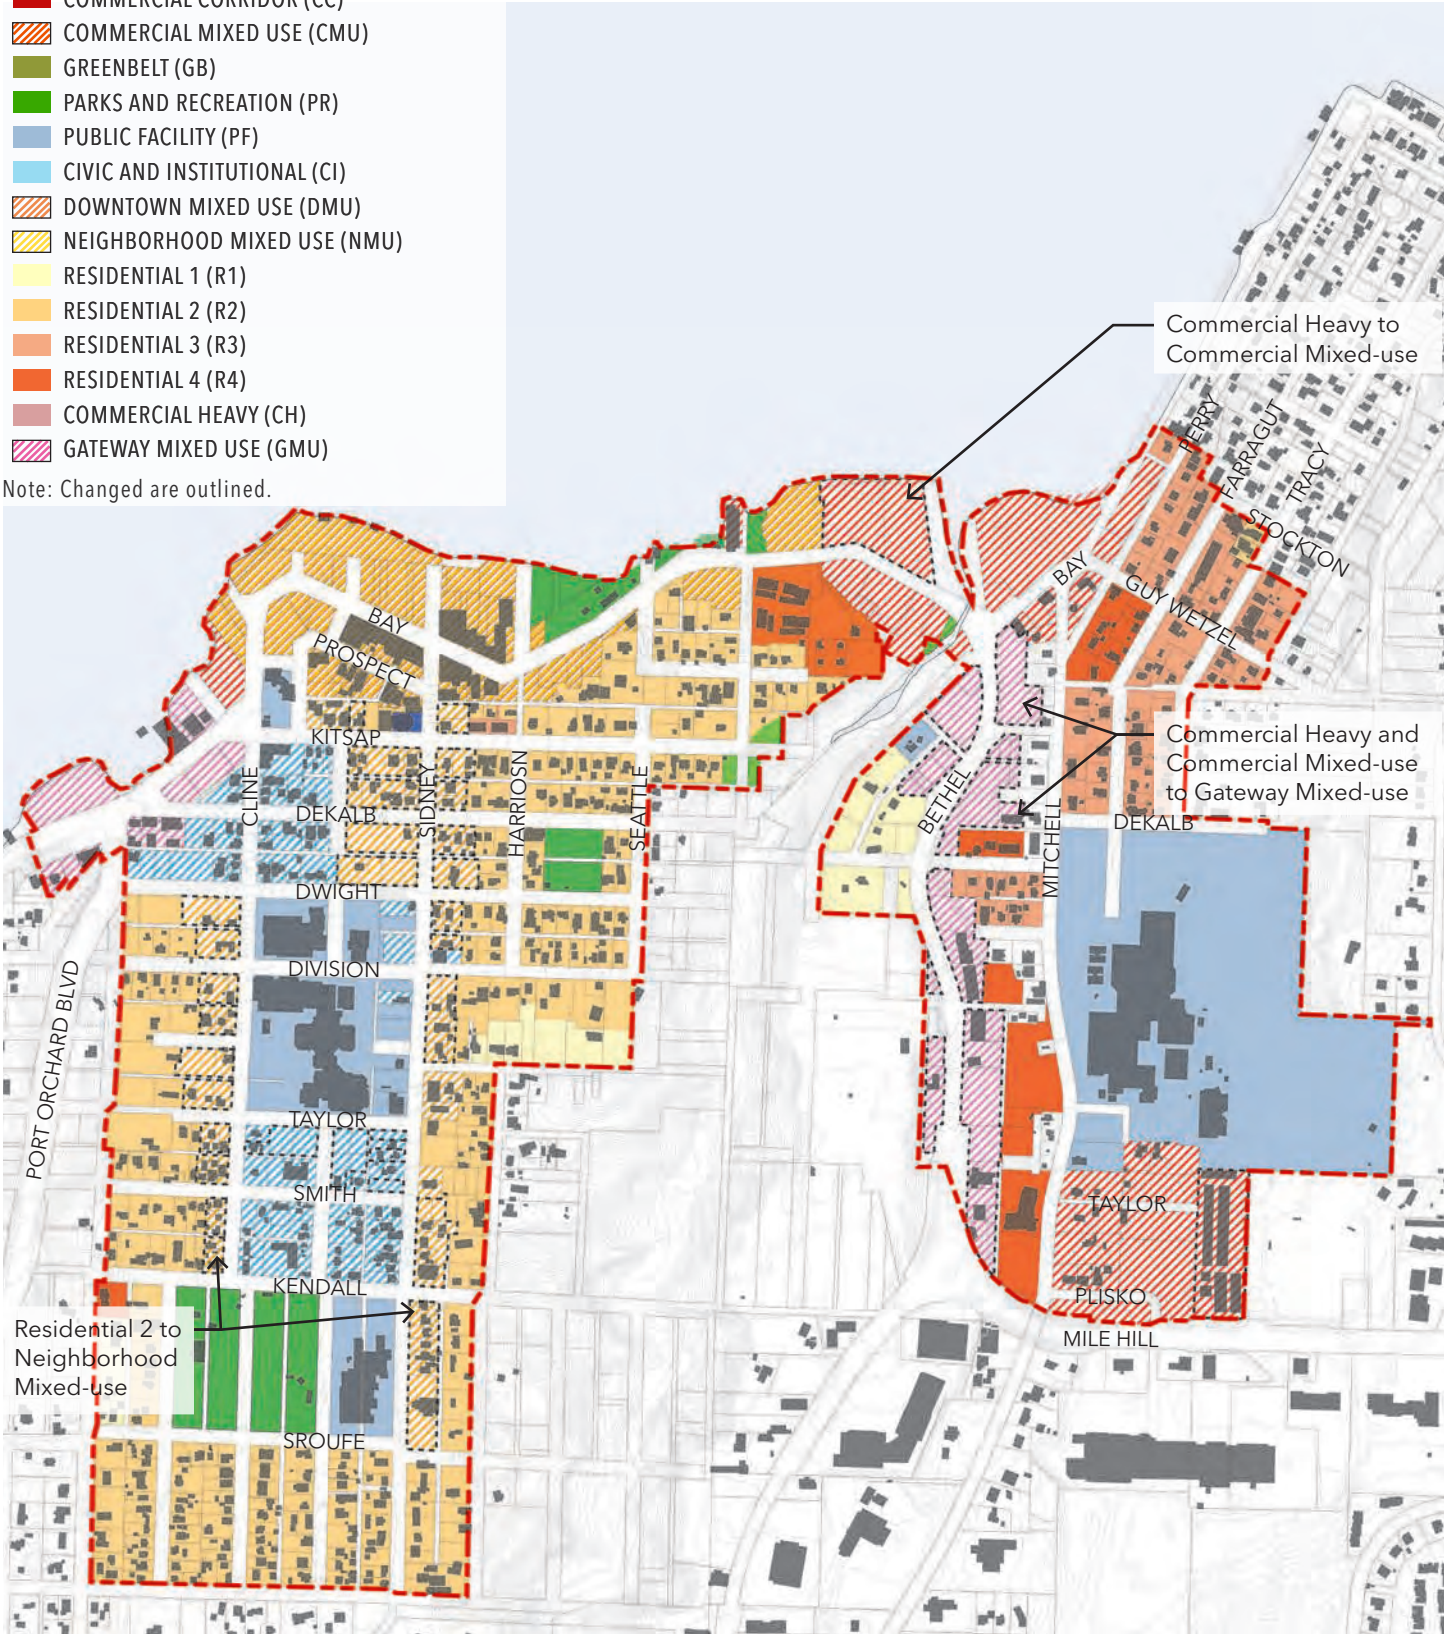 COMMERCIAL CORRIDOR (CC)
COMMERCIAL MIXED USE (CMU)
GREENBELT (GB)
PARKS AND RECREATION (PR)
PUBLIC FACILITY (PF)
CIVIC AND INSTITUTIONAL (CI)
DOWNTOWN MIXED USE (DMU)
NEIGHBORHOOD MIXED USE (NMU)
RESIDENTIAL 1 (R1)
RESIDENTIAL 2 (R2)
RESIDENTIAL 3 (R3)
RESIDENTIAL 4 (R4)
COMMERCIAL HEAVY (CH)
GATEWAY MIXED USE (GMU)
Note: Changed are outlined.
Commercial Heavy to
Commercial Mixed-use
PERRY
FARRAGUT
TRACY
STOCKTON
BAY
GUY WETZEL
BAY
PROSPECT
KITSAP
CLINE
SIDNEY
HARRIOSN
SEATTLE
DEKALB
DWIGHT
DIVISION
PORT ORCHARD BLVD
TAYLOR
SMITH
KENDALL
SROUFE
Commercial Heavy and
Commercial Mixed-use
to Gateway Mixed-use
BETHEL
MITCHELL
DEKALB
TAYLOR
PLISKO
MILE HILL
Residential 2 to
Neighborhood
Mixed-use